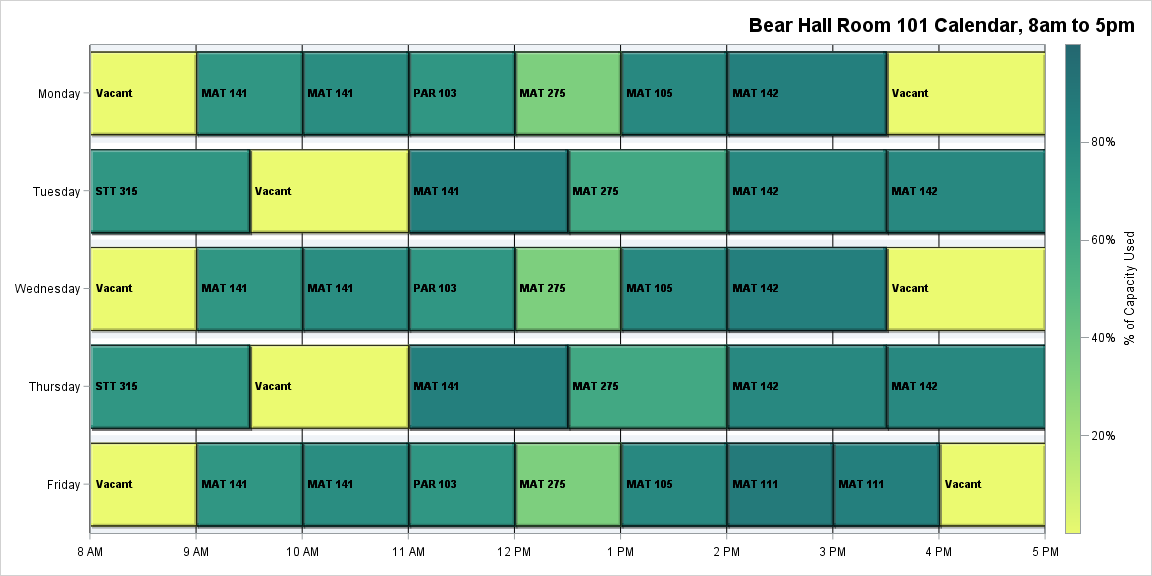 Bear Hall Room 101 Calendar, 8am to 5pm
Monday
Vacant
MAT 141
MAT 141
PAR 103
MAT 275
MAT 105
MAT 142
Vacant
Tuesday
STT 315
Vacant
MAT 141
MAT 275
MAT 142
MAT 142
Wednesday
Vacant
MAT 141
MAT 141
PAR 103
MAT 275
MAT 105
MAT 142
Vacant
Thursday
STT 315
Vacant
MAT 141
MAT 275
MAT 142
MAT 142
Friday
Vacant
MAT 141
MAT 141
PAR 103
MAT 275
MAT 105
MAT 111
MAT 111
Vacant
8 AM
9 AM
10 AM
11 AM
12 PM
1 PM
2 PM
3 PM
4 PM
5 PM
80%
60%
40%
20%
% of Capacity Used